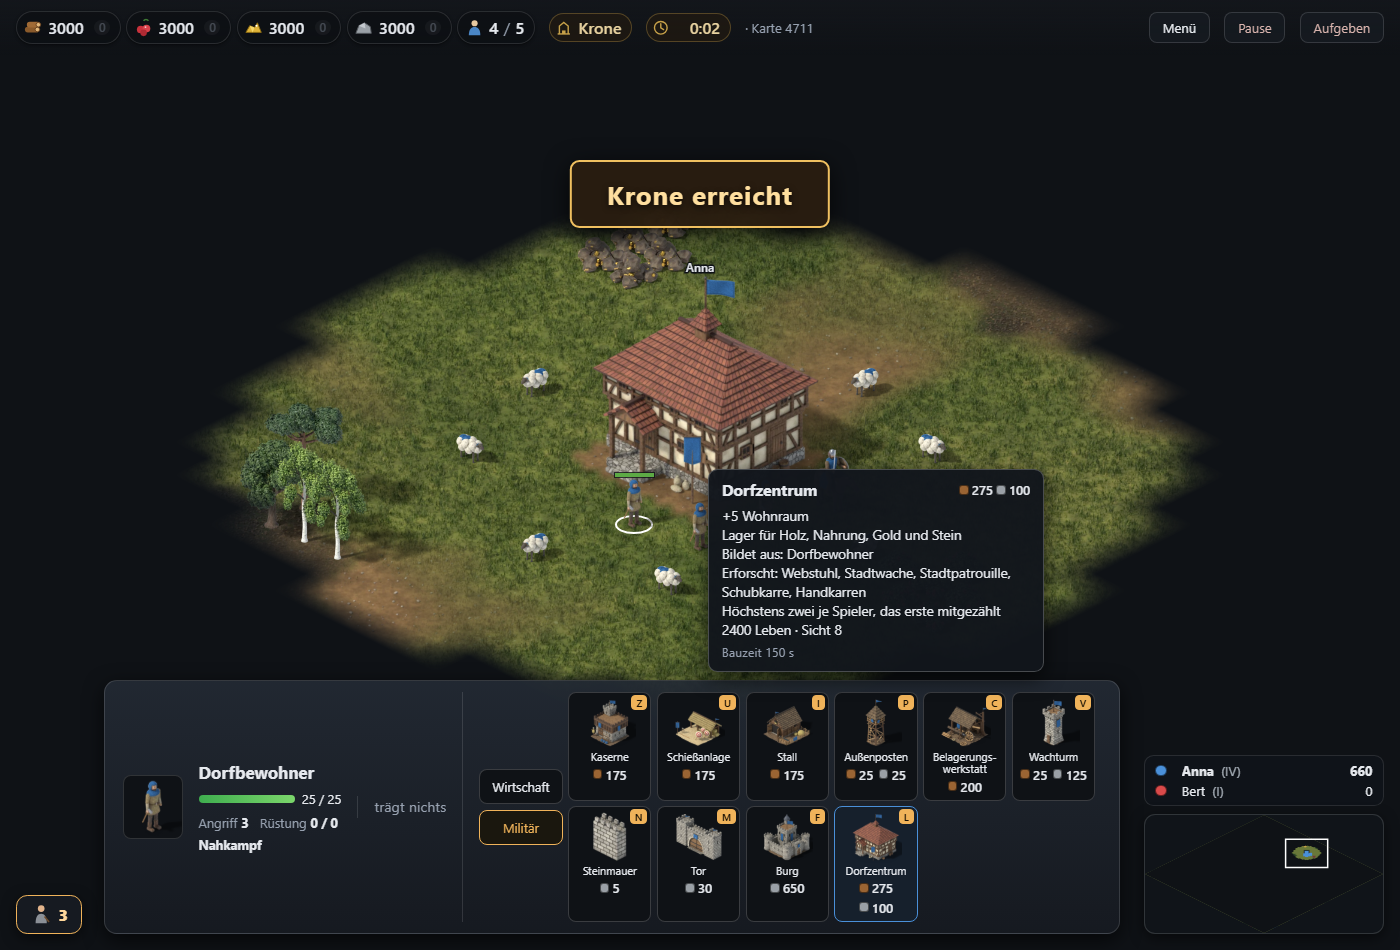 3000 0 3000 0 3000 0 3000 0 4 / 5 Krone 0:02 · Karte 4711 Menü Pause Aufgeben
Krone erreicht
Anna
Dorfzentrum 275 100
+5 Wohnraum
Lager für Holz, Nahrung, Gold und Stein
Bildet aus: Dorfbewohner
Erforscht: Webstuhl, Stadtwache, Stadtpatrouille,
Schubkarre, Handkarren
Höchstens zwei je Spieler, das erste mitgezählt
2400 Leben · Sicht 8
Bauzeit 150 s
Dorfbewohner
25 / 25
Angriff 3 Rüstung 0 / 0
Nahkampf
trägt nichts
Wirtschaft
Militär
Z U I P C V
Kaserne Schießanlage Stall Außenposten Belagerungs-
werkstatt Wachturm
175 175 175 25 25 200 25 125
N M F L
Steinmauer Tor Burg Dorfzentrum
5 30 650 275
100
Anna (IV) 660
Bert (I) 0
3